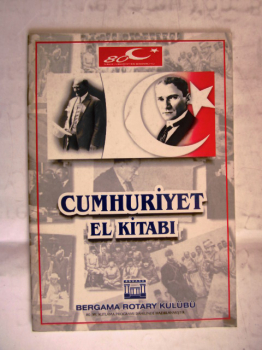 80
CUMHURİYET
EL KİTABI
BERGAMA ROTARY KULÜBÜ